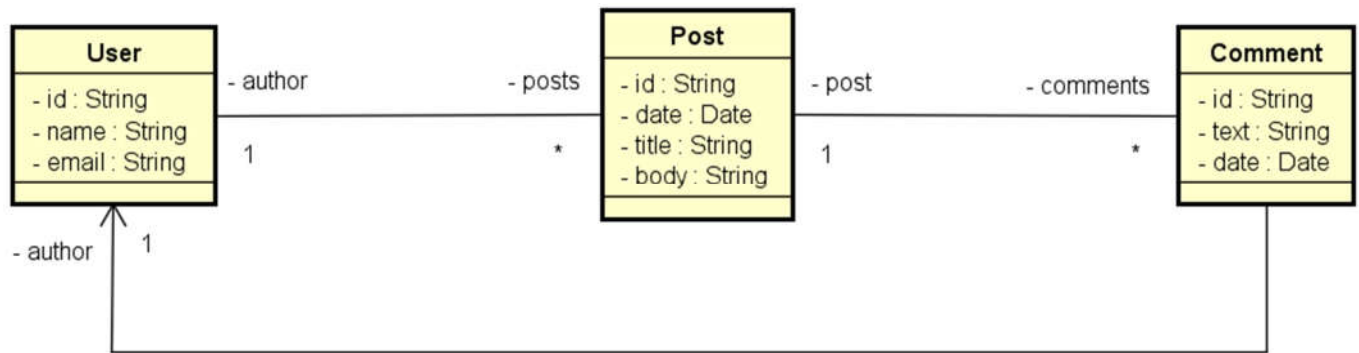 User
- id : String
- name : String
- email : String
- author
1
- posts
*
Post
- id : String
- date : Date
- title : String
- body : String
- post
1
- comments
*
Comment
- id : String
- text : String
- date : Date
- author
1